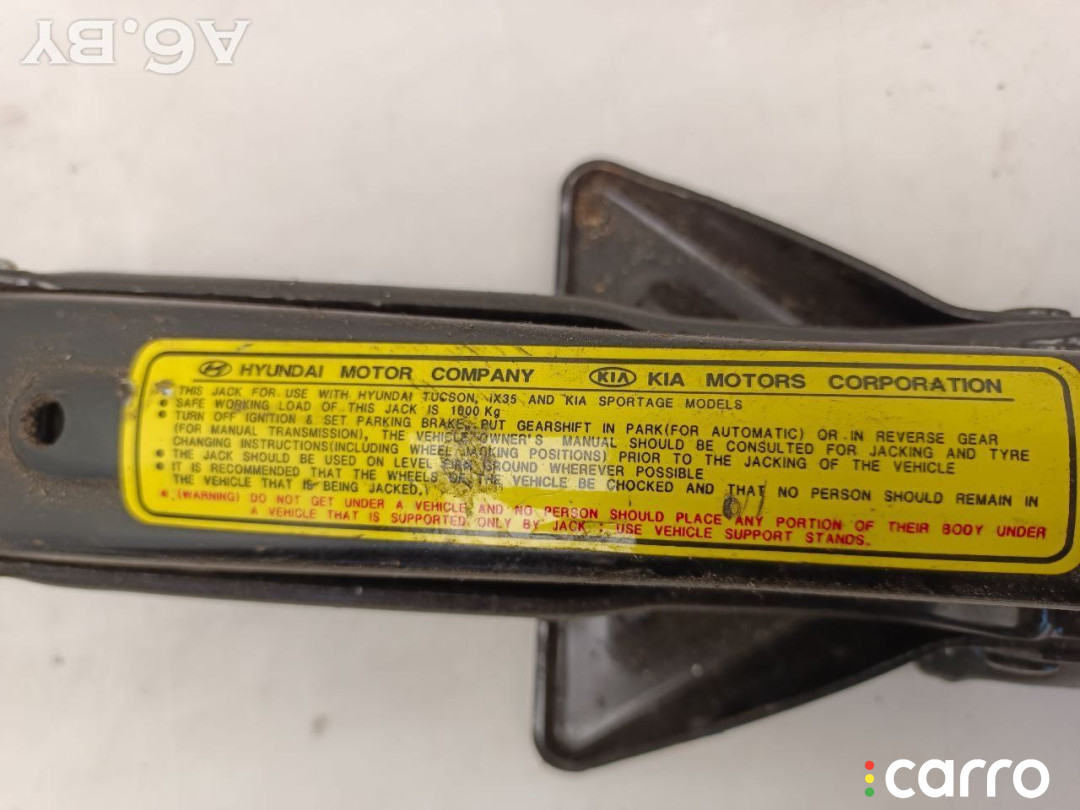 A6.BY
HYUNDAI MOTOR COMPANY KIA KIA MOTORS CORPORATION
• THIS JACK FOR USE WITH HYUNDAI TUCSON, iX35 AND KIA SPORTAGE MODELS
• SAFE WORKING LOAD OF THIS JACK IS 1800 Kg
• TURN OFF IGNITION & SET PARKING BRAKE, PUT GEARSHIFT IN PARK(FOR AUTOMATIC) OR IN REVERSE GEAR
(FOR MANUAL TRANSMISSION), THE VEHICLE OWNER'S MANUAL SHOULD BE CONSULTED FOR JACKING AND TYRE
CHANGING INSTRUCTIONS(INCLUDING WHEEL JACKING POSITIONS) PRIOR TO THE JACKING OF THE VEHICLE
• THE JACK SHOULD BE USED ON LEVEL FIRM GROUND WHEREVER POSSIBLE
• IT IS RECOMMENDED THAT THE WHEELS OF THE VEHICLE BE CHOCKED AND THAT NO PERSON SHOULD REMAIN IN
THE VEHICLE THAT IS BEING JACKED,
(WARNING) DO NOT GET UNDER A VEHICLE AND NO PERSON SHOULD PLACE ANY PORTION OF THEIR BODY UNDER
A VEHICLE THAT IS SUPPORTED ONLY BY JACK : USE VEHICLE SUPPORT STANDS.
carro